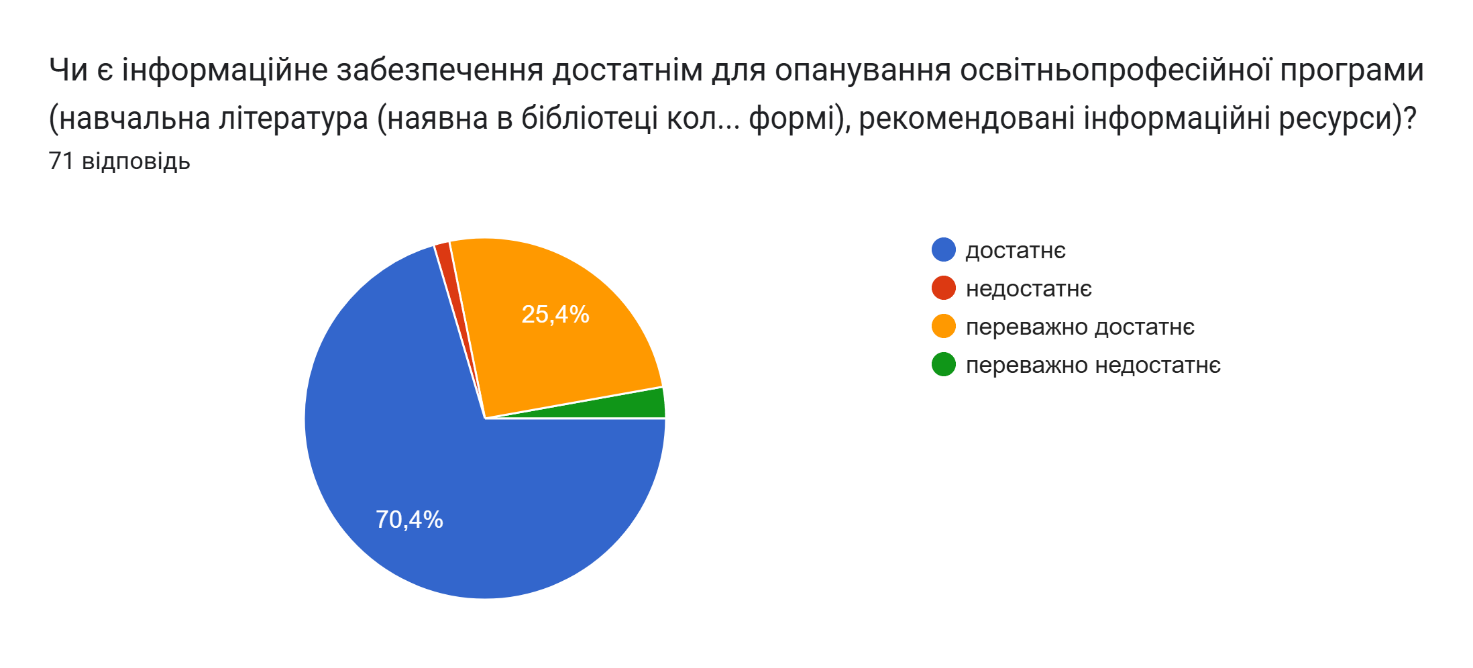 Чи є інформаційне забезпечення достатнім для опанування освітньопрофесійної програми
(навчальна література (наявна в бібліотеці кол... формі), рекомендовані інформаційні ресурси)?
71 відповідь
достатнє
недостатнє
переважно достатнє
переважно недостатнє
25,4%
70,4%